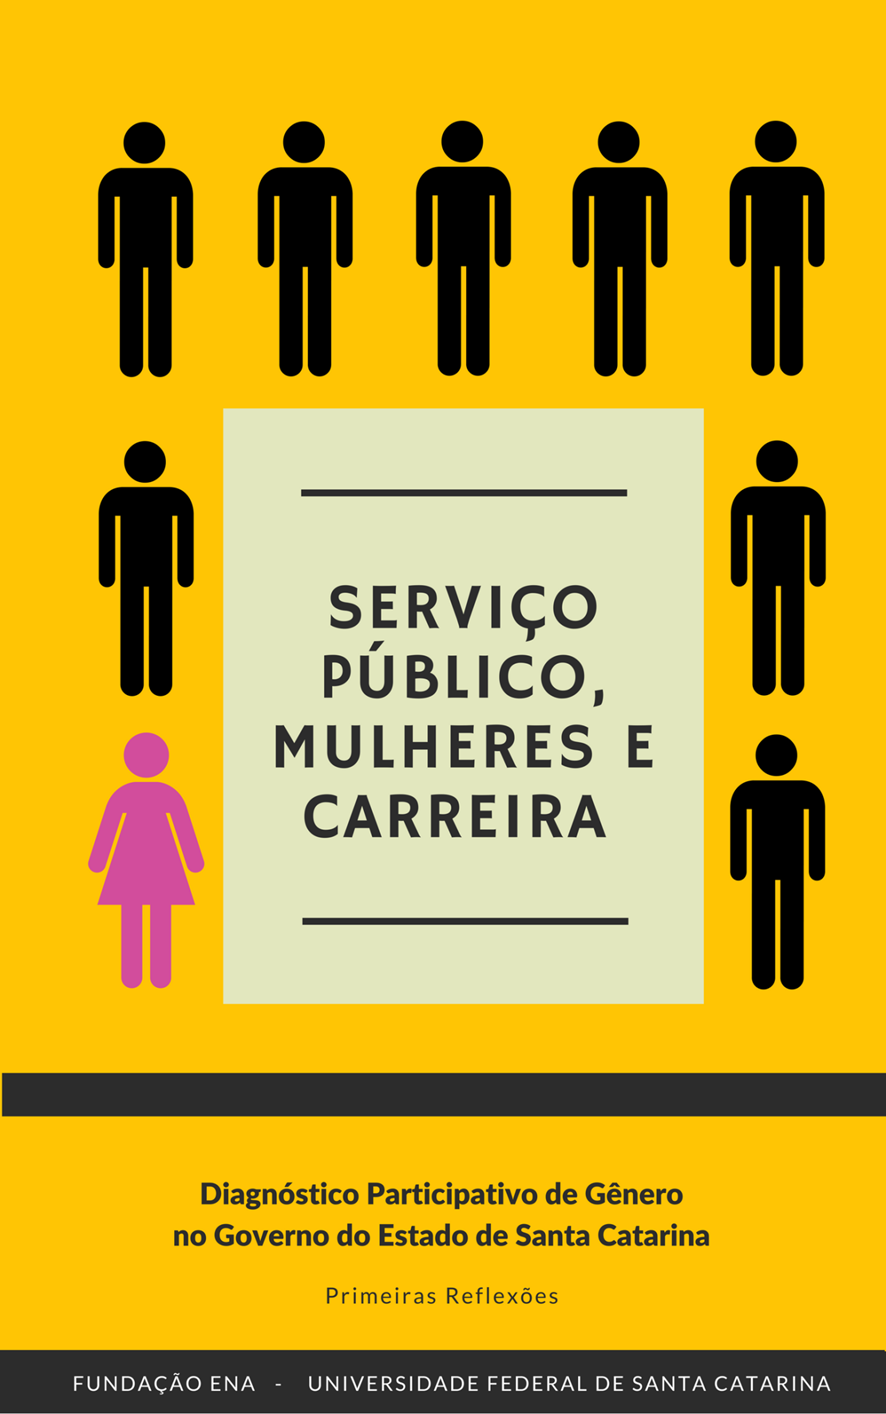 SERVIÇO
PÚBLICO,
MULHERES E
CARREIRA
Diagnóstico Participativo de Gênero
no Governo do Estado de Santa Catarina
Primeiras Reflexões
FUNDAÇÃO ENA - UNIVERSIDADE FEDERAL DE SANTA CATARINA